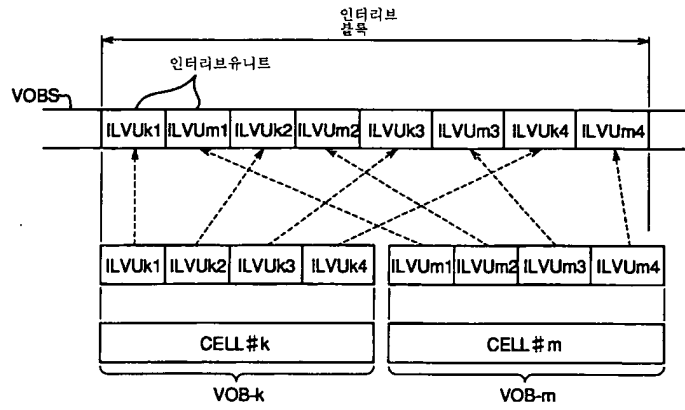 인터리브
블록
인터리브유니트
VOBS
ILVUk1 ILVUm1 ILVUk2 ILVUm2 ILVUk3 ILVUm3 ILVUk4 ILVUm4
ILVUk1 ILVUk2 ILVUk3 ILVUk4 ILVUm1 ILVUm2 ILVUm3 ILVUm4
CELL#k CELL#m
VOB-k VOB-m